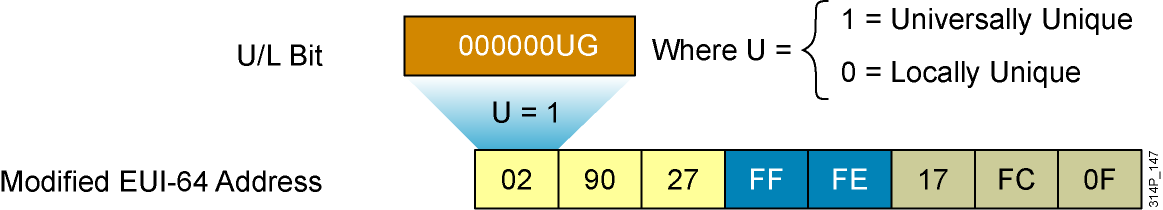 U/L Bit
000000UG
Where U =
1 = Universally Unique
0 = Locally Unique
U = 1
Modified EUI-64 Address
02 90 27 FF FE 17 FC 0F
314P_147